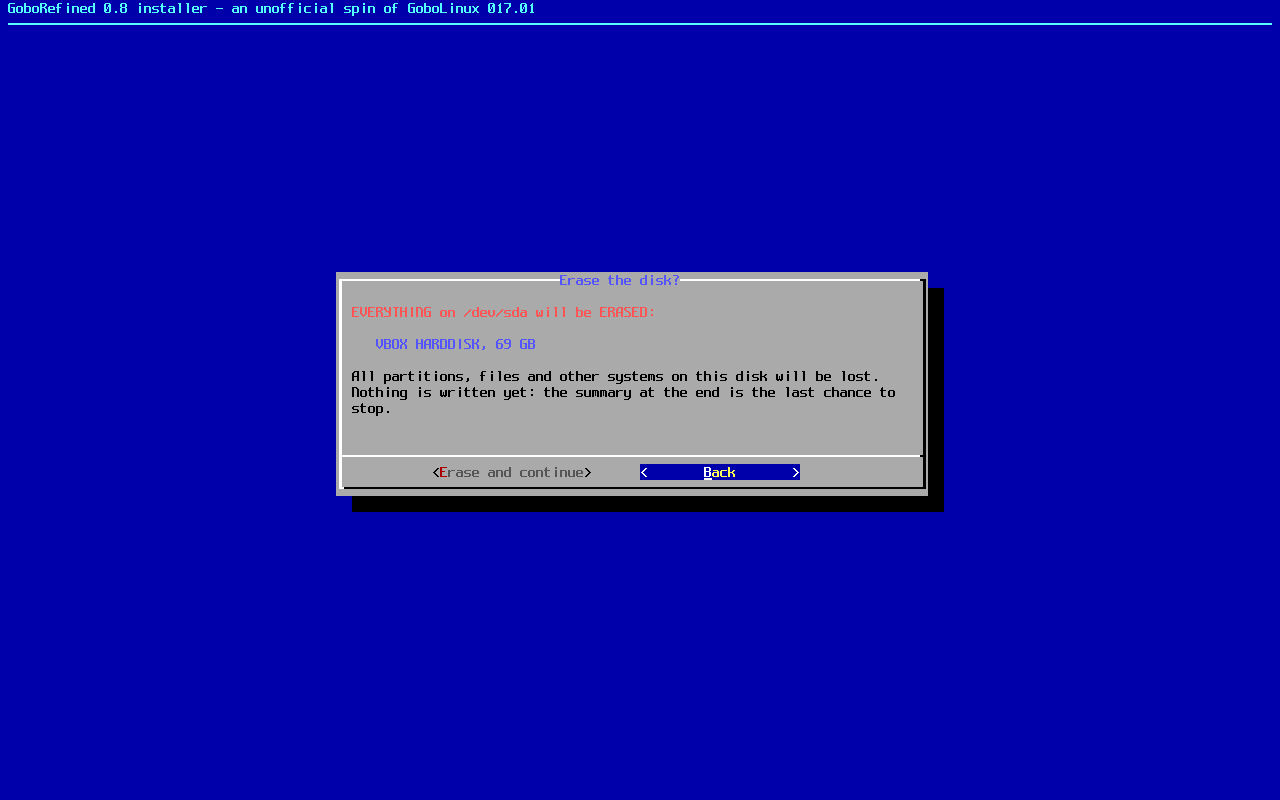 GoboRefined 0.8 installer - an unofficial spin of GoboLinux 017.01
Erase the disk?
EVERYTHING on /dev/sda will be ERASED:
VBOX HARDDISK, 69 GB
All partitions, files and other systems on this disk will be lost.
Nothing is written yet: the summary at the end is the last chance to
stop.
<Erase and continue> < Back >